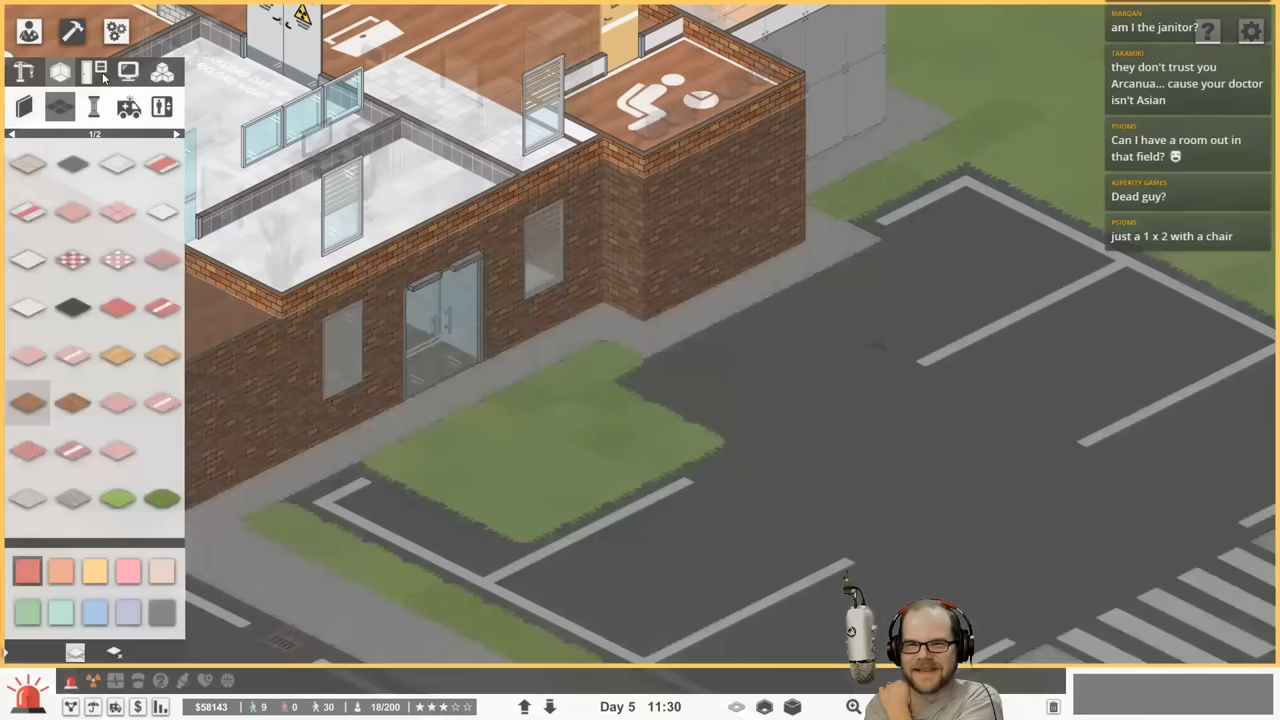 MARQAN
am I the janitor?
?
TAKAMIKI
they don't trust you
Arcanua... cause your doctor
isn't Asian
PSIOMS
Can I have a room out in
that field?
ASPERITY GAMES
Dead guy?
PSIOMS
just a 1 x 2 with a chair
1/2
$58143
9
0
30
18/200
Day 5 11:30